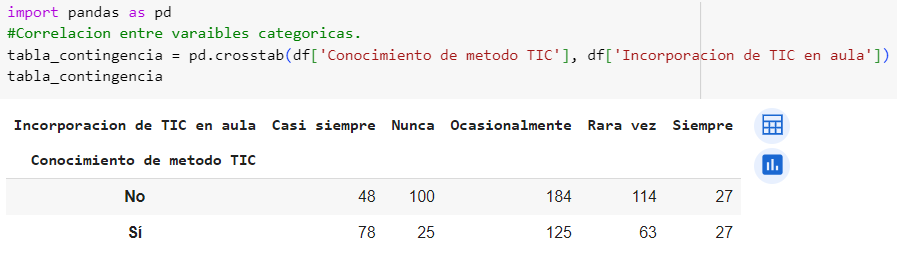 import pandas as pd
#Correlacion entre varaibles categoricas.
tabla_contingencia = pd.crosstab(df['Conocimiento de metodo TIC'], df['Incorporacion de TIC en aula'])
tabla_contingencia
Incorporacion de TIC en aula Casi siempre Nunca Ocasionalmente Rara vez Siempre
Conocimiento de metodo TIC
No 48 100 184 114 27
Sí 78 25 125 63 27